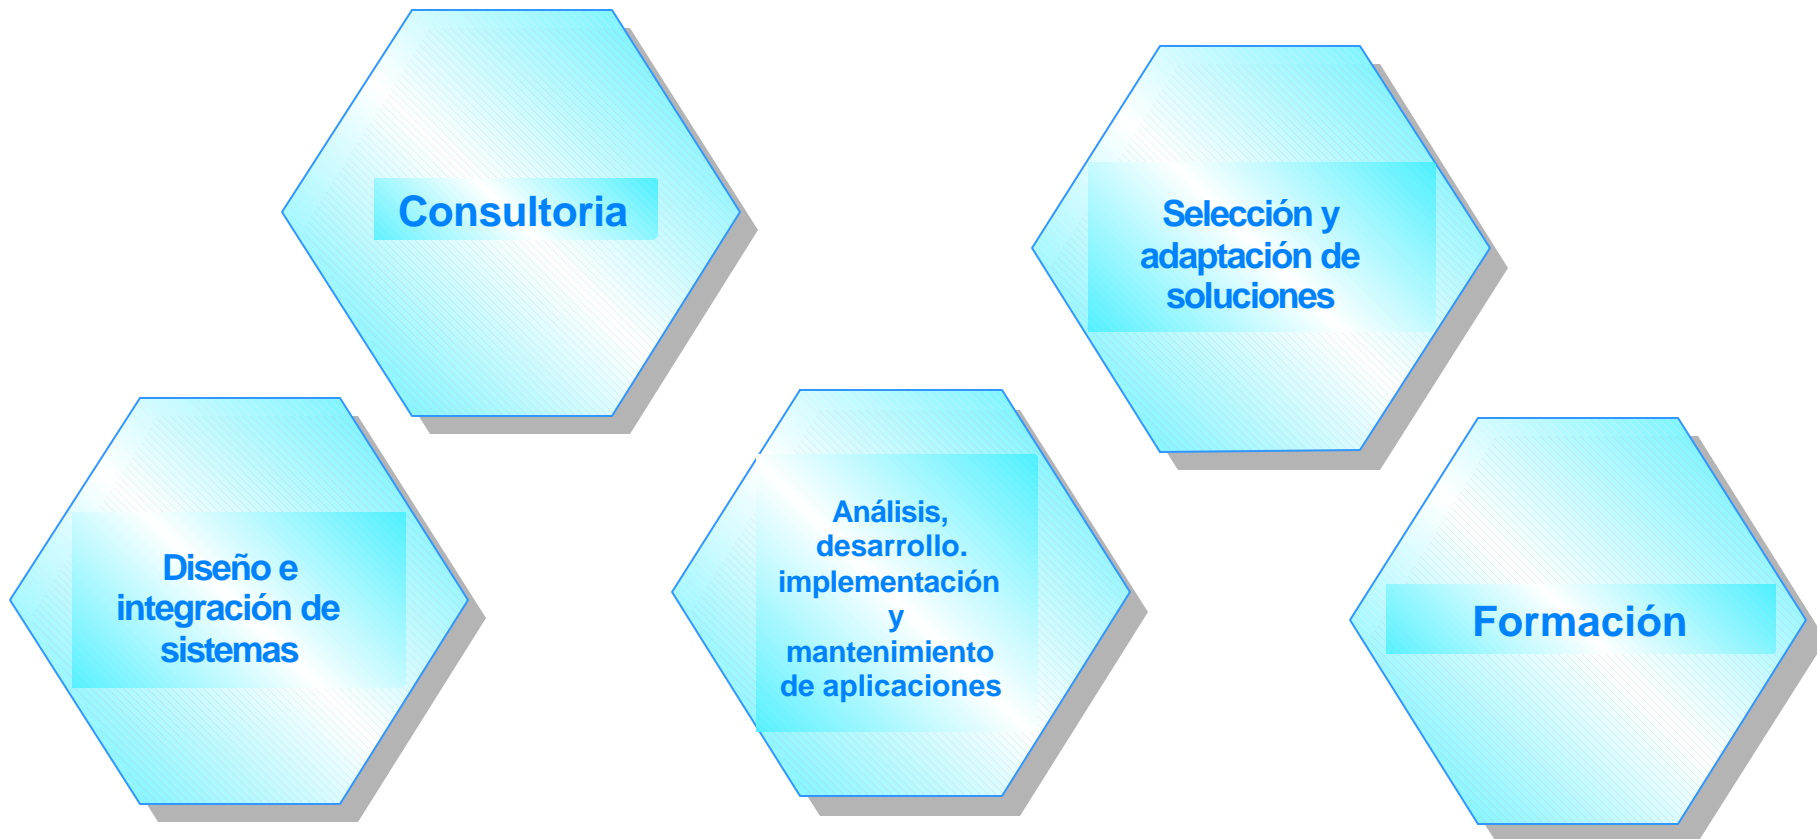 Consultoria
Selección y
adaptación de
soluciones
Diseño e
integración de
sistemas
Análisis,
desarrollo.
implementación
y
mantenimiento
de aplicaciones
Formación